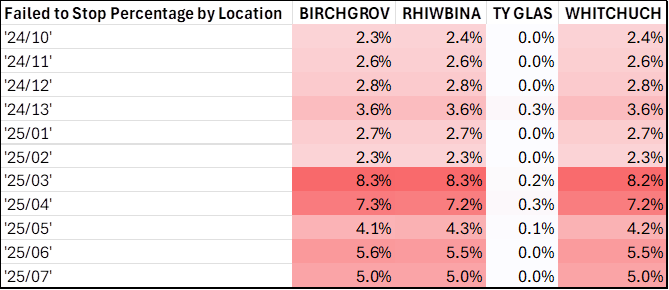 Failed to Stop Percentage by Location BIRCHGROV RHIWBINA TY GLAS WHITCHUCH
'24/10' 2.3% 2.4% 0.0% 2.4%
'24/11' 2.6% 2.6% 0.0% 2.6%
'24/12' 2.8% 2.8% 0.0% 2.8%
'24/13' 3.6% 3.6% 0.3% 3.6%
'25/01' 2.7% 2.7% 0.0% 2.7%
'25/02' 2.3% 2.3% 0.0% 2.3%
'25/03' 8.3% 8.3% 0.2% 8.2%
'25/04' 7.3% 7.2% 0.3% 7.2%
'25/05' 4.1% 4.3% 0.1% 4.2%
'25/06' 5.6% 5.5% 0.0% 5.5%
'25/07' 5.0% 5.0% 0.0% 5.0%